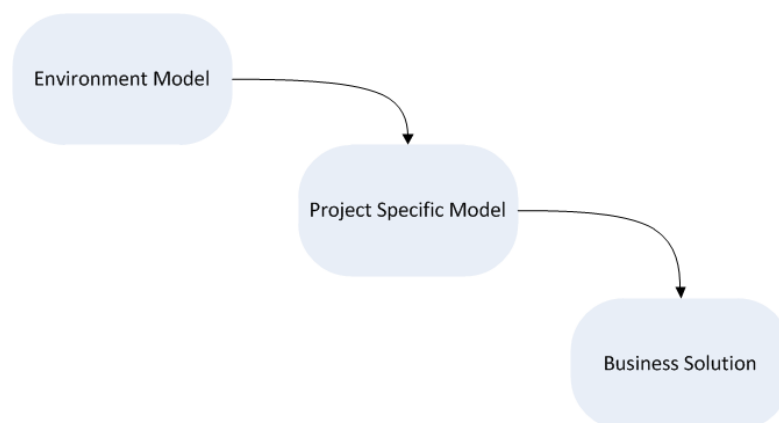 Environment Model
Project Specific Model
Business Solution